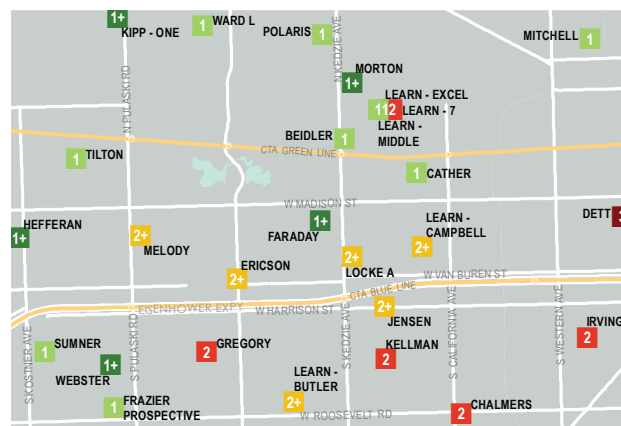 1+
KIPP - ONE
1
WARD L
POLARIS
1
N KEDZIE AVE
MITCHELL
1
N PULASKI RD
MORTON
1+
LEARN - EXCEL
1 1 2
LEARN - 7
LEARN -
MIDDLE
BEIDLER
1
CTA GREEN LINE
1
TILTON
1
CATHER
W MADISON ST
HEFFERAN
1+
2+
MELODY
FARADAY
1+
LEARN -
CAMPBELL
2+
DETT
3
ERICSON
2+
2+
LOCKE A
W VAN BUREN ST
CTA BLUE LINE
EISENHOWER EXPY
W HARRISON ST
2+
JENSEN
IRVING
2
S KOSTNER AVE
S PULASKI RD
S KEDZIE AVE
S CALIFORNIA AVE
S WESTERN AVE
SUMNER
1
WEBSTER
1+
2
GREGORY
KELLMAN
2
LEARN -
BUTLER
2+
1
FRAZIER
PROSPECTIVE
W ROOSEVELT RD
2
CHALMERS